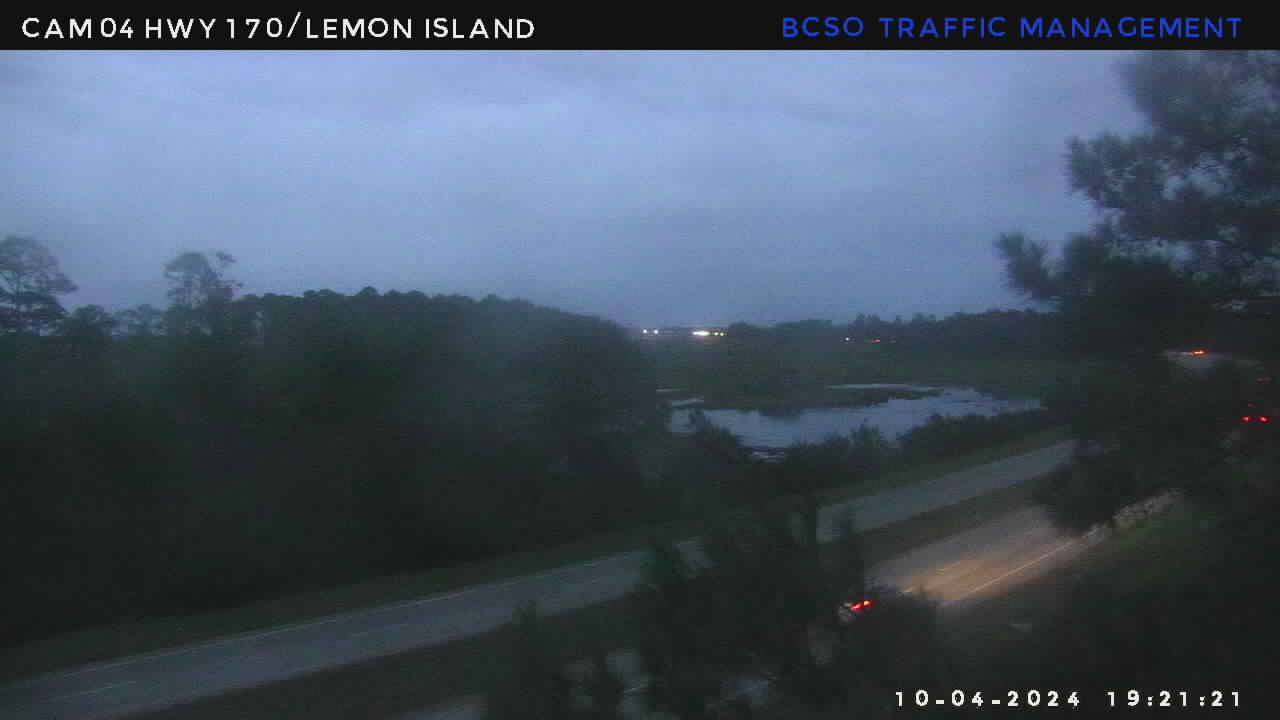 CAM04 HWY 170/LEMON ISLAND
BCSO TRAFFIC MANAGEMENT
10-04-2024 19:21:21